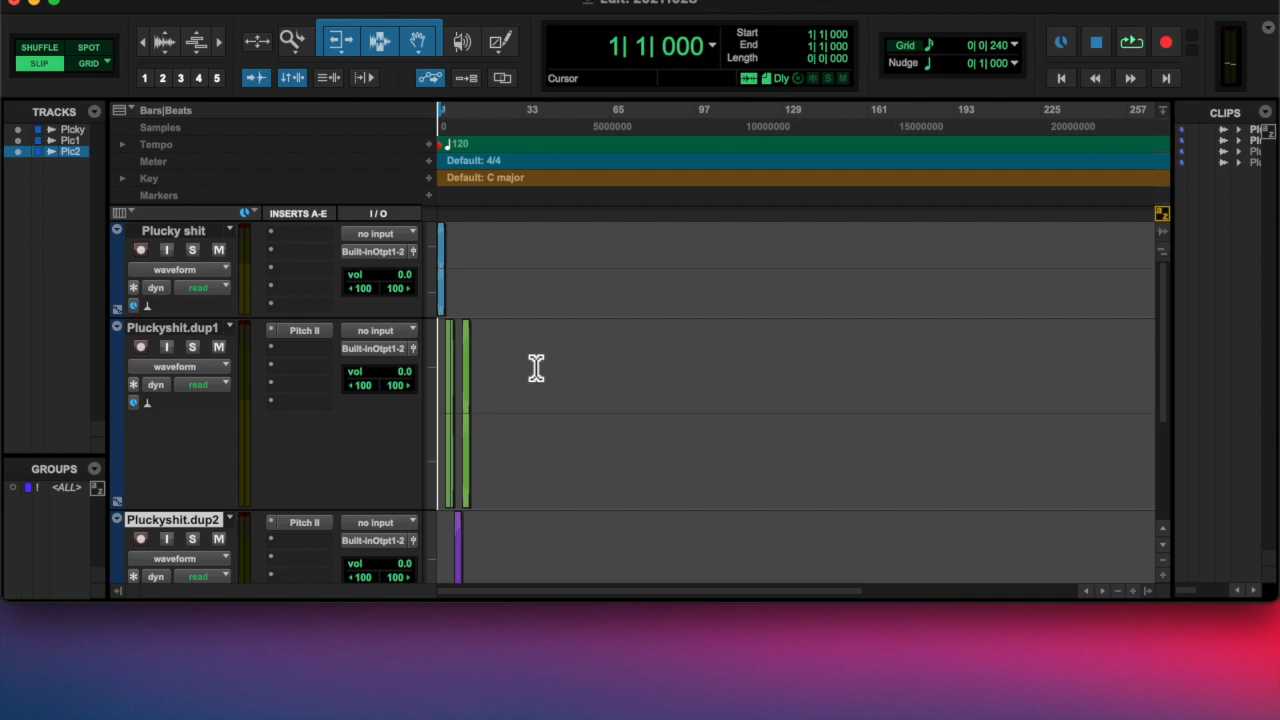 SHUFFLE SPOT
SLIP GRID
1 2 3 4 5
1| 1| 000
Start 1| 1| 000
End 1| 1| 000
Length 0| 0| 000
Cursor
Dly S M
Grid 0| 0| 240
Nudge 0| 1| 000
TRACKS
Plcky
Plc1
Plc2
GROUPS
! <ALL> a z
Bars|Beats
Samples
Tempo
Meter
Key
Markers
1 33 65 97 129 161 193 225 257
0 5000000 10000000 15000000 20000000
120
Default: 4/4
Default: C major
CLIPS
INSERTS A-E I / O
Plucky shit
I S M
waveform
dyn read
no input
Built-inOtpt1-2
vol 0.0
100 100
Pluckyshit.dup1
I S M
waveform
dyn read
Pitch II
no input
Built-inOtpt1-2
vol 0.0
100 100
Pluckyshit.dup2
I S M
waveform
dyn read
Pitch II
no input
Built-inOtpt1-2
vol 0.0
100 100